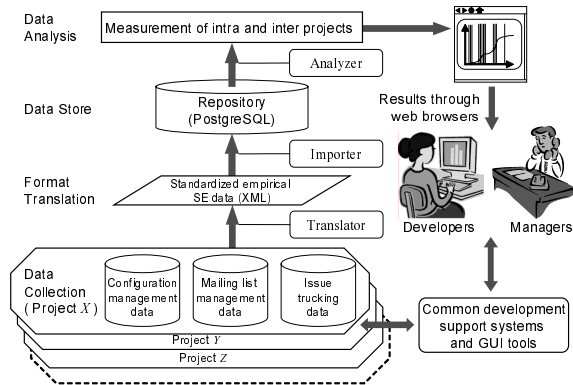 Data
Analysis
Measurement of intra and inter projects
Analyzer
Data Store
Repository
(PostgreSQL)
Results through
web browsers
Importer
Format
Translation
Standardized empirical
SE data (XML)
Translator
Developers
Managers
Data
Collection
( Project X )
Configuration
management
data
Mailing list
management
data
Issue
trucking
data
Common development
support systems
and GUI tools
Project Y
Project Z